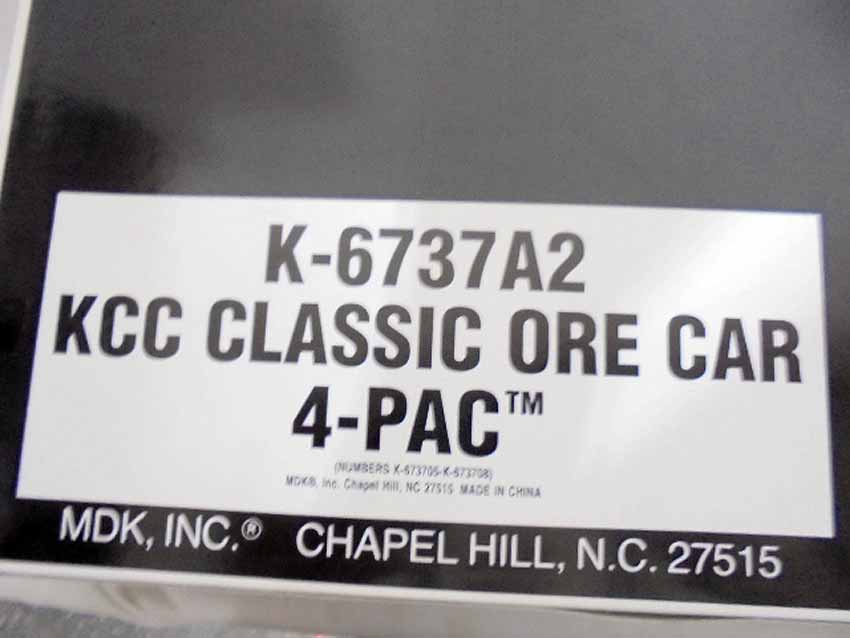 K-6737A2
KCC CLASSIC ORE CAR
4-PAC™
(NUMBERS K-673705-K-673708)
MDK®, Inc. Chapel Hill, NC 27515 MADE IN CHINA
MDK, INC.® CHAPEL HILL, N.C. 27515